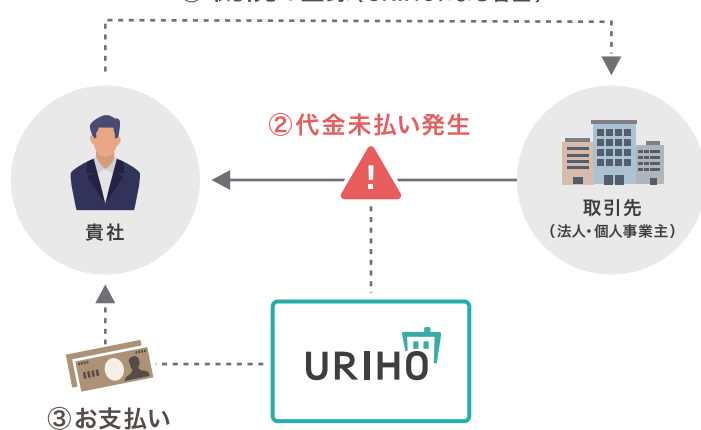 ②代金未払い発生
貴社
取引先
(法人・個人事業主)
URIHO
③お支払い